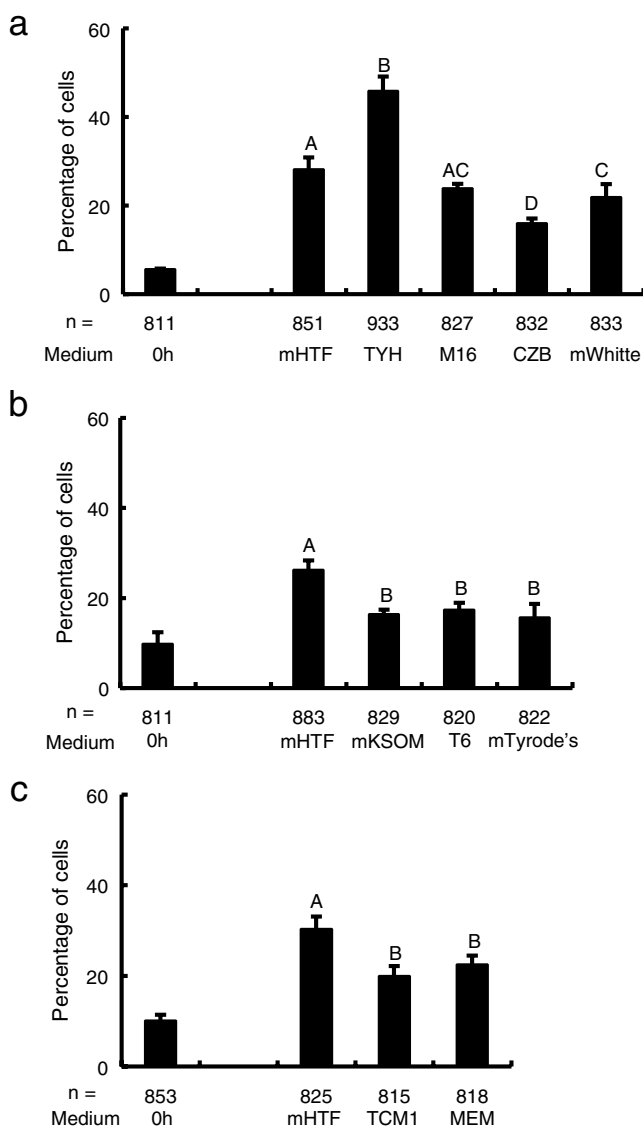 a
60
40
20
0
Percentage of cells
A
B
AC
D
C
n = 811 851 933 827 832 833
Medium 0h mHTF TYH M16 CZB mWhitte
b
60
40
20
0
Percentage of cells
A
B
B
B
n = 811 883 829 820 822
Medium 0h mHTF mKSOM T6 mTyrode's
c
60
40
20
0
Percentage of cells
A
B
B
n = 853 825 815 818
Medium 0h mHTF TCM1 MEM